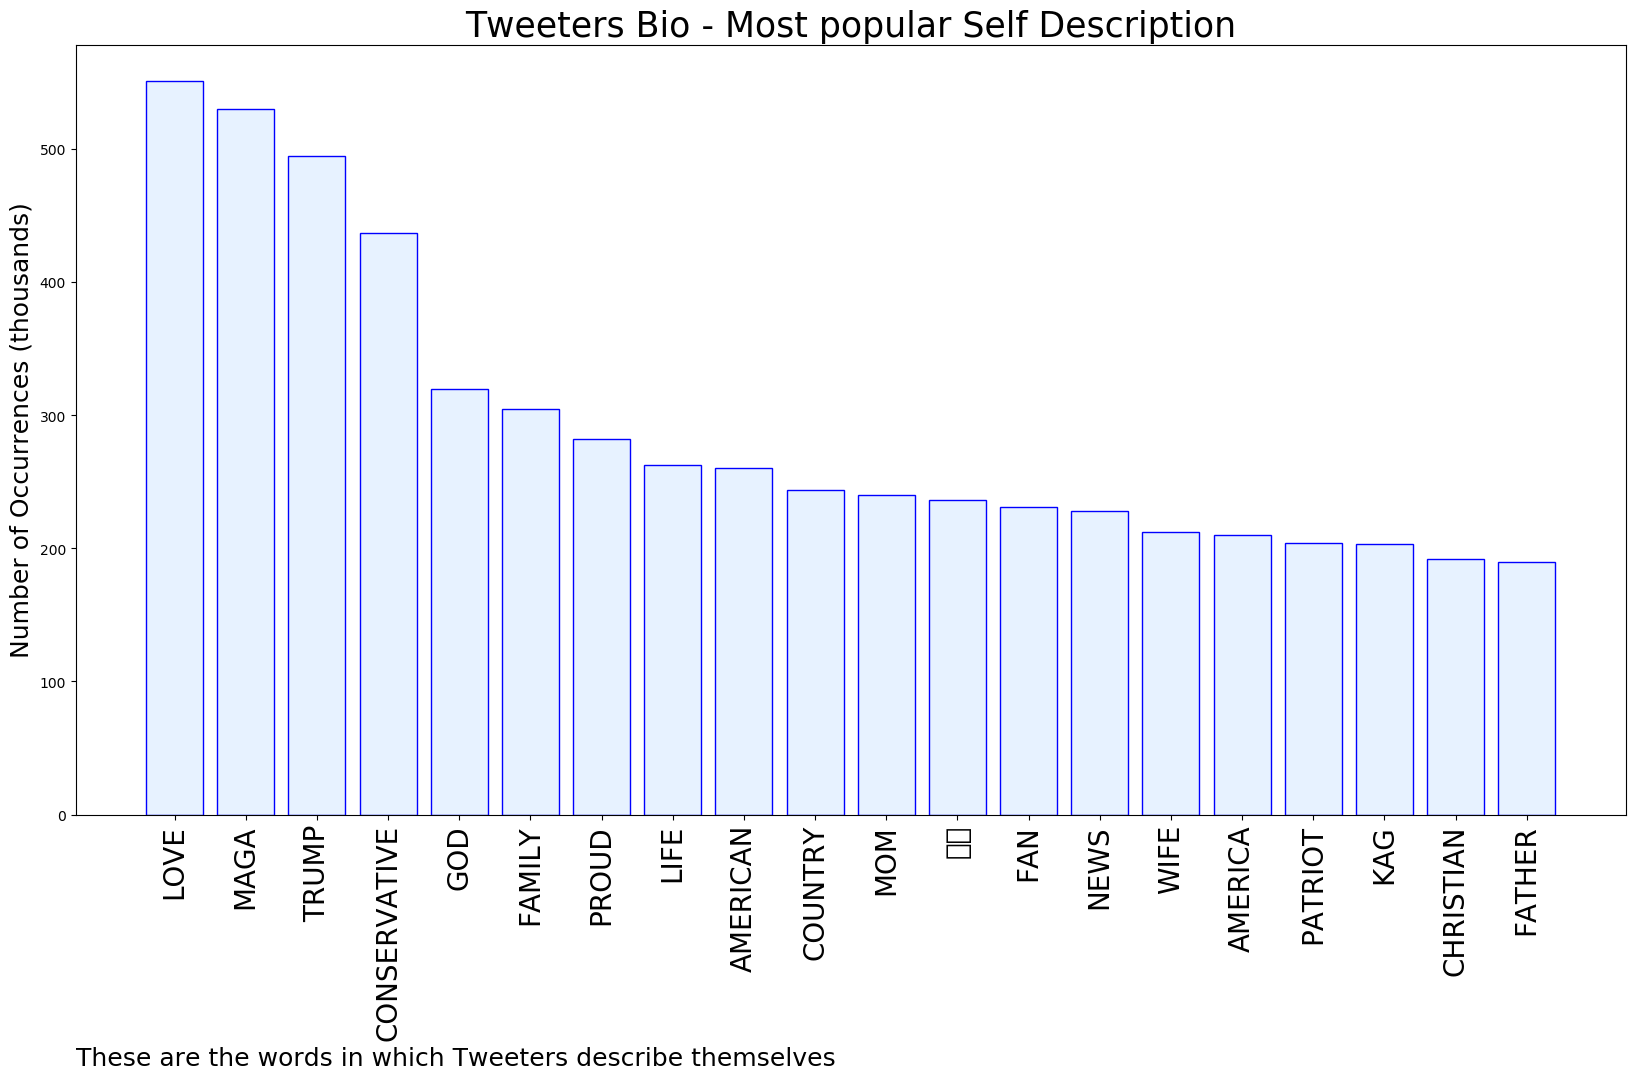 Tweeters Bio - Most popular Self Description
Number of Occurrences (thousands)
500
400
300
200
100
0
LOVE
MAGA
TRUMP
CONSERVATIVE
GOD
FAMILY
PROUD
LIFE
AMERICAN
COUNTRY
MOM
FAN
NEWS
WIFE
AMERICA
PATRIOT
KAG
CHRISTIAN
FATHER
These are the words in which Tweeters describe themselves